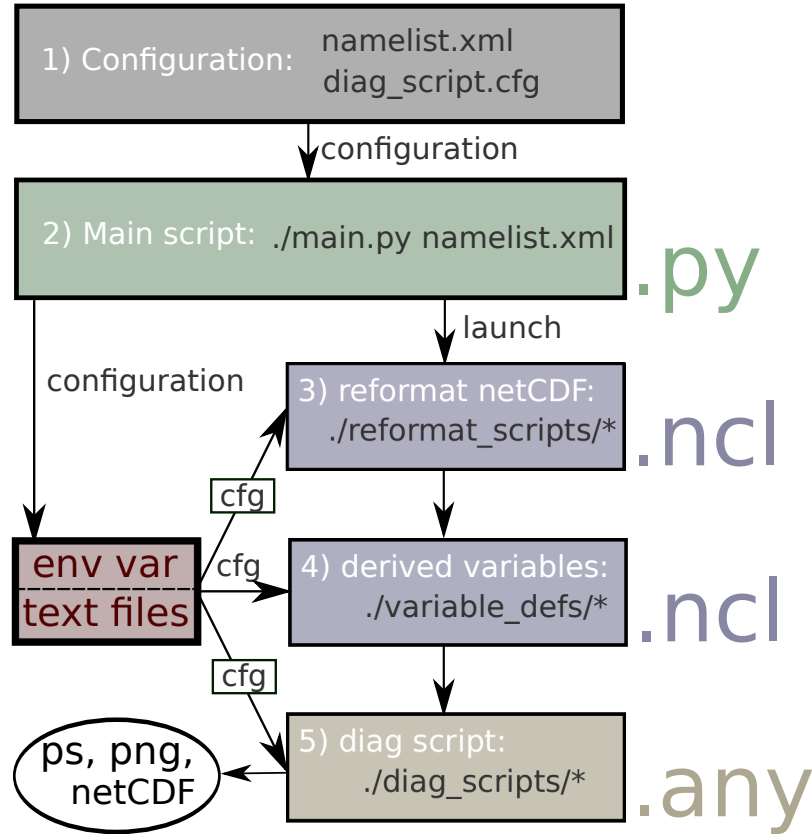 1) Configuration: namelist.xml
diag_script.cfg
configuration
2) Main script: ./main.py namelist.xml
.py
launch
configuration
3) reformat netCDF:
./reformat_scripts/*
.ncl
cfg
env var
text files
cfg
4) derived variables:
./variable_defs/*
.ncl
cfg
5) diag script:
./diag_scripts/*
.any
ps, png,
netCDF